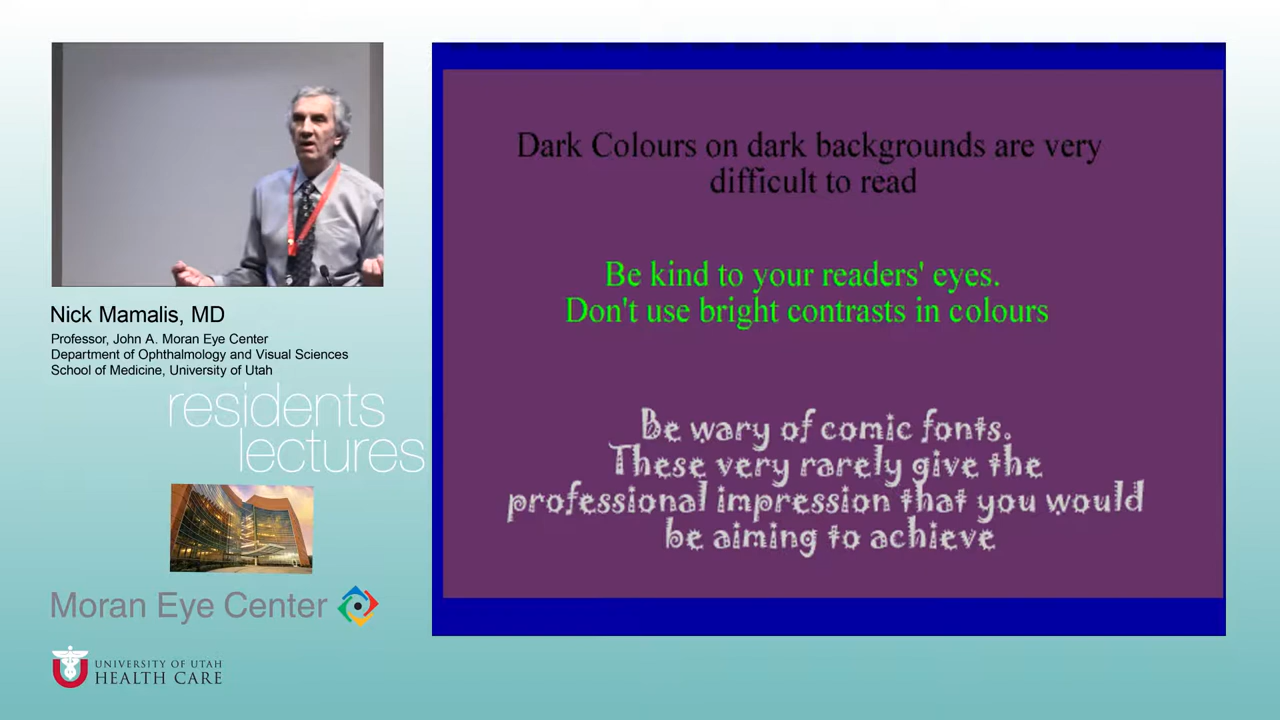 Nick Mamalis, MD
Professor, John A. Moran Eye Center
Department of Ophthalmology and Visual Sciences
School of Medicine, University of Utah
residents
lectures
Moran Eye Center
UNIVERSITY OF UTAH
HEALTH CARE
Dark Colours on dark backgrounds are very
difficult to read
Be kind to your readers' eyes.
Don't use bright contrasts in colours
Be wary of comic fonts.
These very rarely give the
professional impression that you would
be aiming to achieve